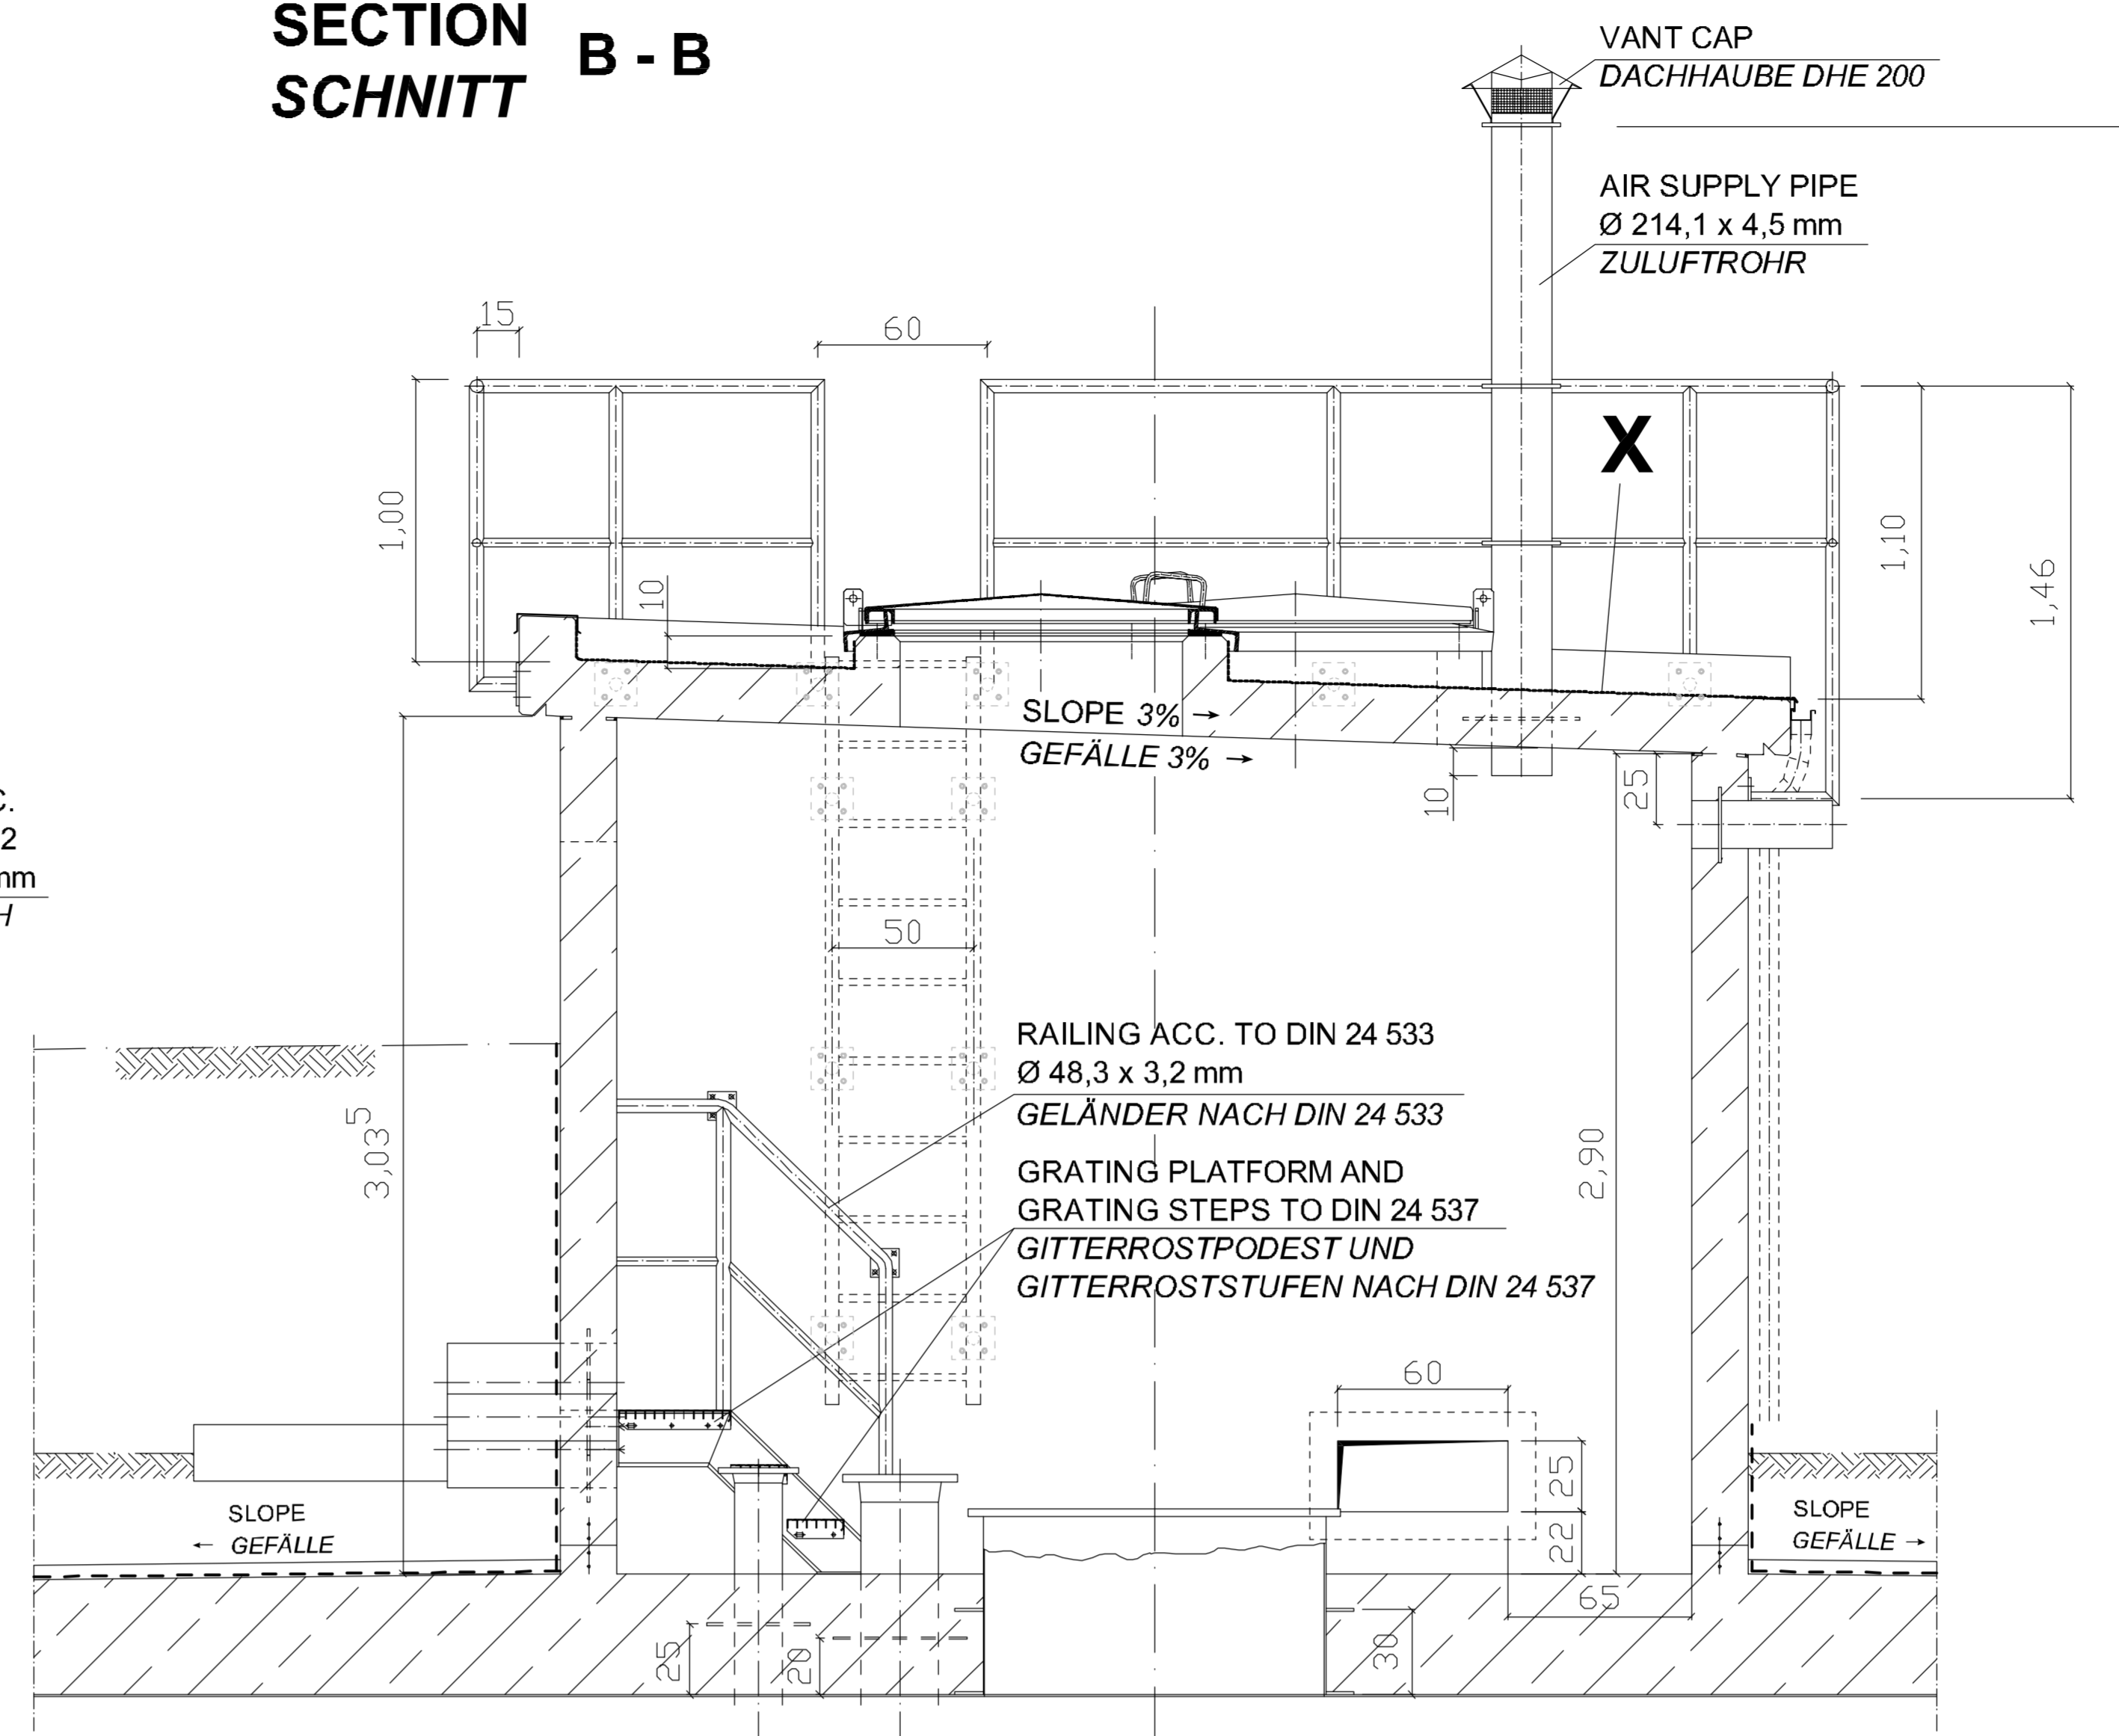 SECTION
SCHNITT
B - B
VANT CAP
DACHHAUBE DHE 200
AIR SUPPLY PIPE
Ø 214,1 x 4,5 mm
ZULUFTROHR
15
60
1,00
10
X
1,10
1,46
SLOPE 3% →
GEFÄLLE 3% →
10
25
2
mm
50
RAILING ACC. TO DIN 24 533
Ø 48,3 x 3,2 mm
GELÄNDER NACH DIN 24 533
3,03⁵
2,90
GRATING PLATFORM AND
GRATING STEPS TO DIN 24 537
GITTERROSTPODEST UND
GITTERROSTSTUFEN NACH DIN 24 537
60
25
22
SLOPE
← GEFÄLLE
SLOPE
GEFÄLLE →
65
25
20
30